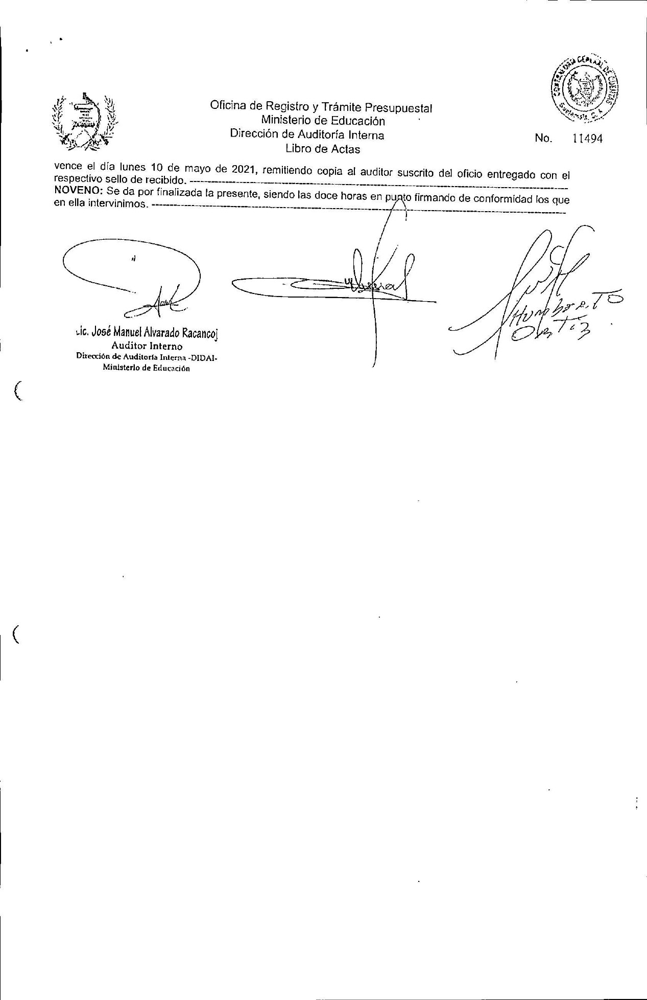 CONTRALORIA GENERAL DE CUENTAS
Guatemala, C. A.
Oficina de Registro y Trámite Presupuestal
Ministerio de Educación
Dirección de Auditoría Interna
Libro de Actas
No. 11494
vence el día lunes 10 de mayo de 2021, remitiendo copia al auditor suscrito del oficio entregado con el
respectivo sello de recibido. ---
NOVENO: Se da por finalizada la presente, siendo las doce horas en punto firmando de conformidad los que
en ella intervinimos. ---
Humberto
Ortiz
Lic. José Manuel Alvarado Racancoj
Auditor Interno
Dirección de Auditoría Interna -DIDAI-
Ministerio de Educación